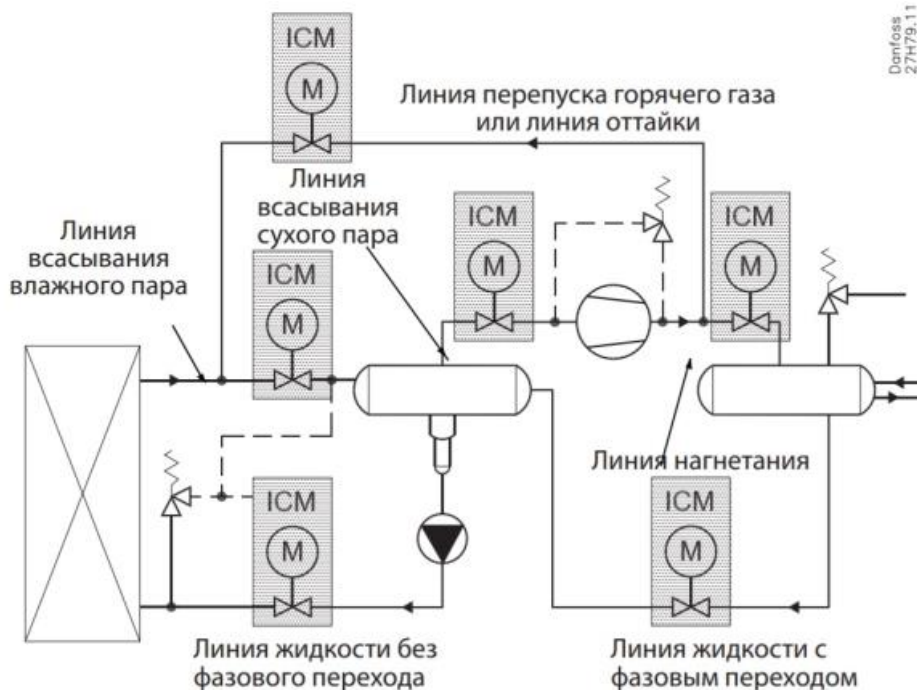 Danfoss
27H79.11
ICM
M
Линия перепуска горячего газа
или линия оттайки
Линия
всасывания
сухого пара
ICM
M
ICM
M
Линия
всасывания
влажного пара
ICM
M
Линия нагнетания
ICM
M
ICM
M
Линия жидкости без
фазового перехода
Линия жидкости с
фазовым переходом